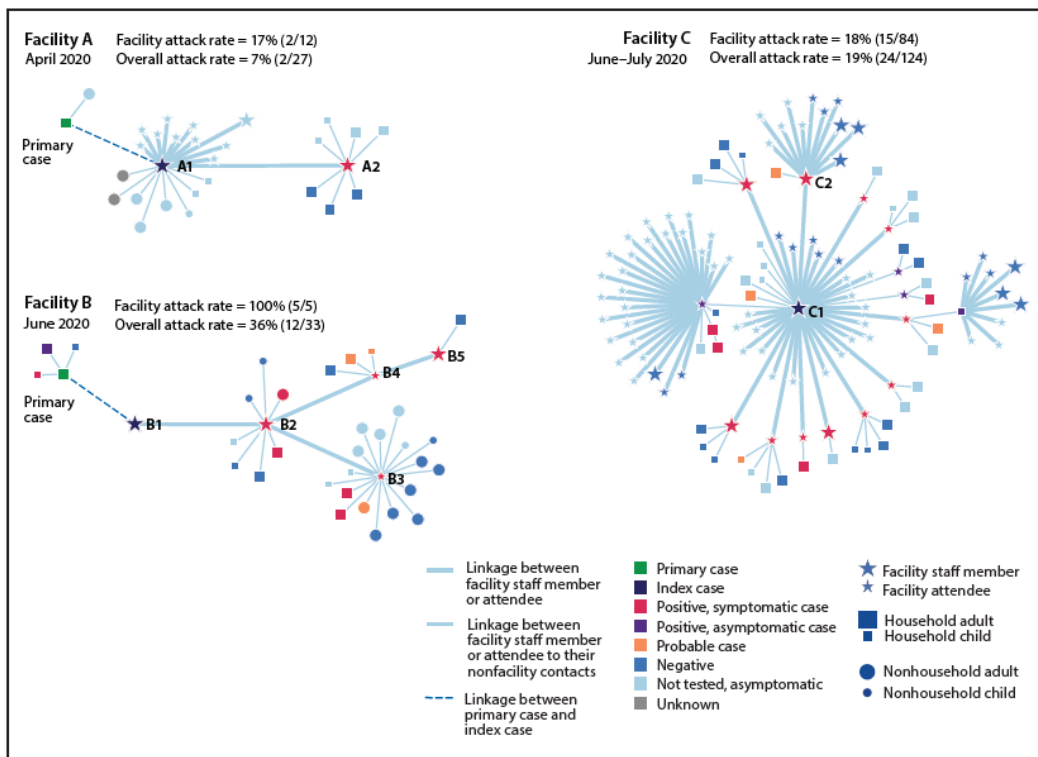 Facility A Facility attack rate = 17% (2/12)
April 2020 Overall attack rate = 7% (2/27)
Primary
case
A1
A2
Facility B Facility attack rate = 100% (5/5)
June 2020 Overall attack rate = 36% (12/33)
Primary
case
B1
B2
B3
B4
B5
Facility C Facility attack rate = 18% (15/84)
June–July 2020 Overall attack rate = 19% (24/124)
C2
C1
Linkage between
facility staff member
or attendee
Linkage between
facility staff member
or attendee to their
nonfacility contacts
Linkage between
primary case and
index case
Primary case
Index case
Positive, symptomatic case
Positive, asymptomatic case
Probable case
Negative
Not tested, asymptomatic
Unknown
Facility staff member
Facility attendee
Household adult
Household child
Nonhousehold adult
Nonhousehold child